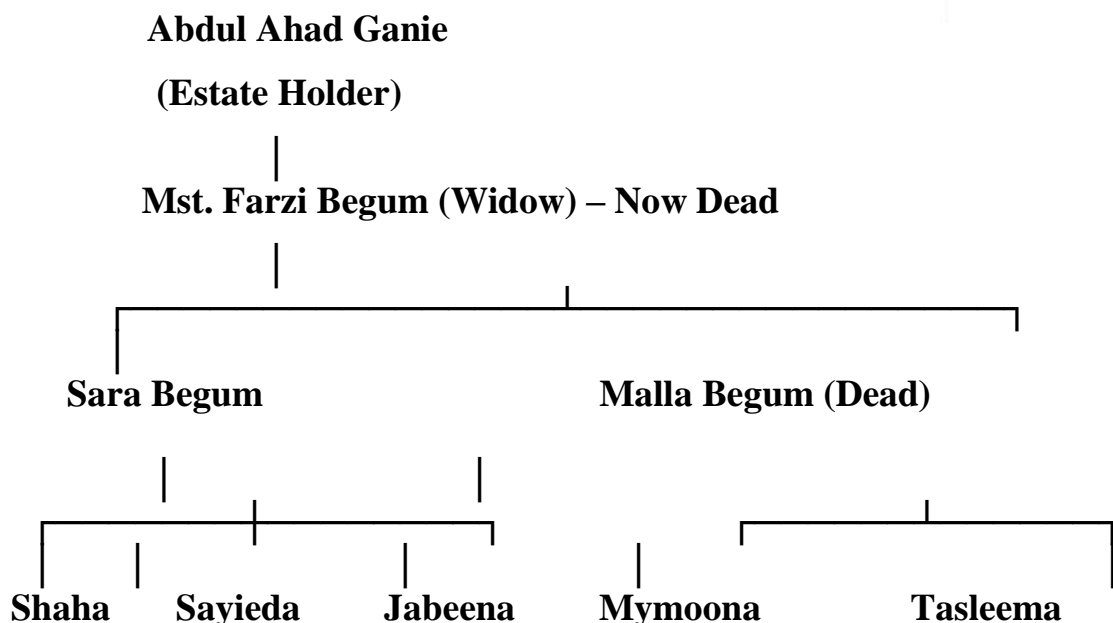 Abdul Ahad Ganie
(Estate Holder)
Mst. Farzi Begum (Widow) – Now Dead
Sara Begum Malla Begum (Dead)
Shaha Sayieda Jabeena Mymoona Tasleema